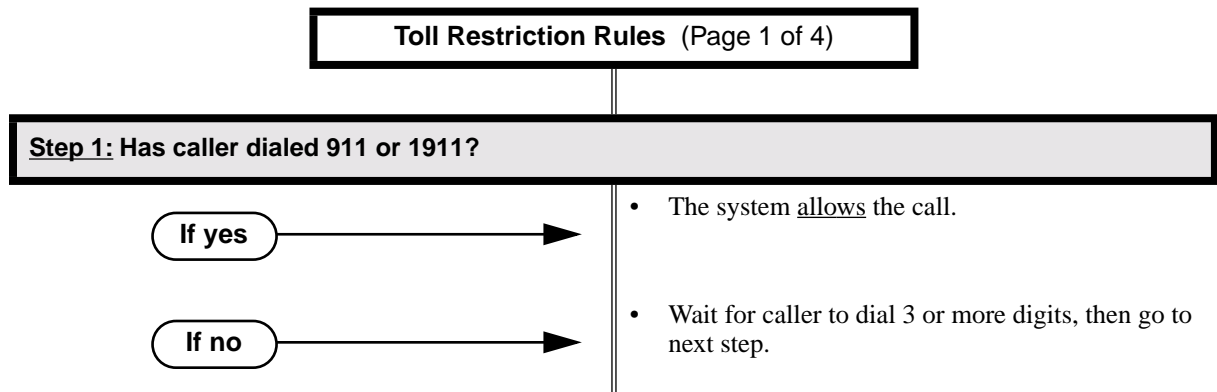 Toll Restriction Rules (Page 1 of 4)
Step 1: Has caller dialed 911 or 1911?
If yes
• The system allows the call.
If no
• Wait for caller to dial 3 or more digits, then go to
next step.